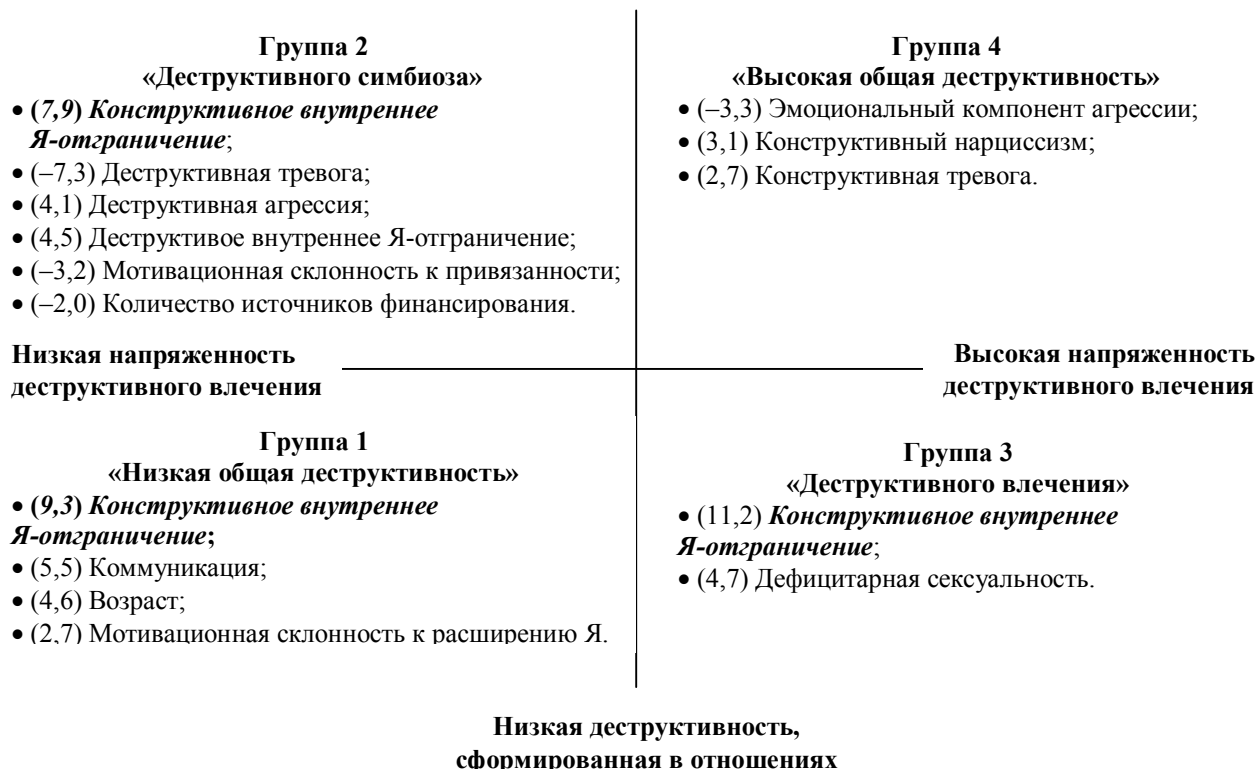 Группа 2
«Деструктивного симбиоза»
• (7,9) Конструктивное внутреннее
Я-отграничение;
• (–7,3) Деструктивная тревога;
• (4,1) Деструктивная агрессия;
• (4,5) Деструктивое внутреннее Я-отграничение;
• (–3,2) Мотивационная склонность к привязанности;
• (–2,0) Количество источников финансирования.
Группа 4
«Высокая общая деструктивность»
• (–3,3) Эмоциональный компонент агрессии;
• (3,1) Конструктивный нарциссизм;
• (2,7) Конструктивная тревога.
Низкая напряженность
деструктивного влечения
Высокая напряженность
деструктивного влечения
Группа 1
«Низкая общая деструктивность»
• (9,3) Конструктивное внутреннее
Я-отграничение;
• (5,5) Коммуникация;
• (4,6) Возраст;
• (2,7) Мотивационная склонность к расширению Я.
Группа 3
«Деструктивного влечения»
• (11,2) Конструктивное внутреннее
Я-отграничение;
• (4,7) Дефицитарная сексуальность.
Низкая деструктивность,
сформированная в отношениях